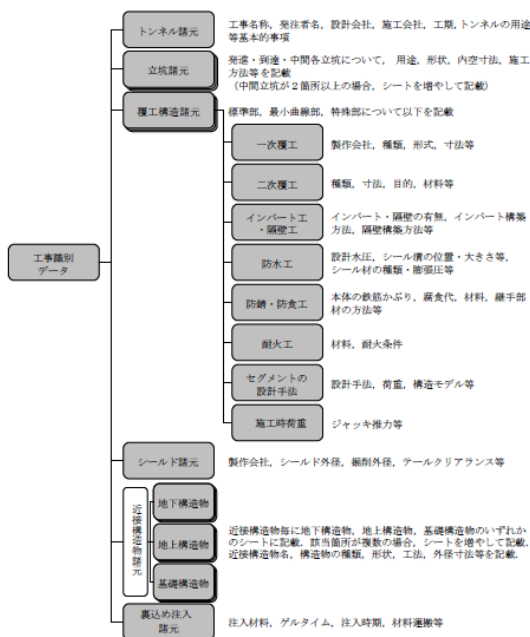 トンネル諸元
工事名称，発注者名，設計会社，施工会社，工期，トンネルの用途
等基本的事項
立坑諸元
発進・到達・中間各立坑について，用途，形状，内空寸法，施工
方法等を記載
（中間立坑が２箇所以上の場合，シートを増やして記載）
覆工構造諸元
標準部，最小曲線部，特殊部について以下を記載
一次覆工
製作会社，種類，形式，寸法等
二次覆工
種類，寸法，目的，材料等
インバート工
・隔壁工
インバート・隔壁の有無，インバート構築
方法，隔壁構築方法等
工事識別
データ
防水工
設計水圧，シール溝の位置・大きさ等，
シール材の種類・膨張圧等
防錆・防食工
本体の鉄筋かぶり，腐食代，材料，継手部
材の方法等
耐火工
材料，耐火条件
セグメントの
設計手法
設計手法，荷重，構造モデル等
施工時荷重
ジャッキ推力等
シールド諸元
製作会社，シールド外径，掘削外径，テールクリアランス等
近接構造物諸元
地下構造物
地上構造物
基礎構造物
近接構造物毎に地下構造物，地上構造物，基礎構造物のいずれか
のシートに記載．該当箇所が複数の場合，シートを増やして記載．
近接構造物名，構造物の種類，形状，工法，外径寸法等を記載．
裏込め注入
諸元
注入材料，ゲルタイム，注入時期，材料運搬等